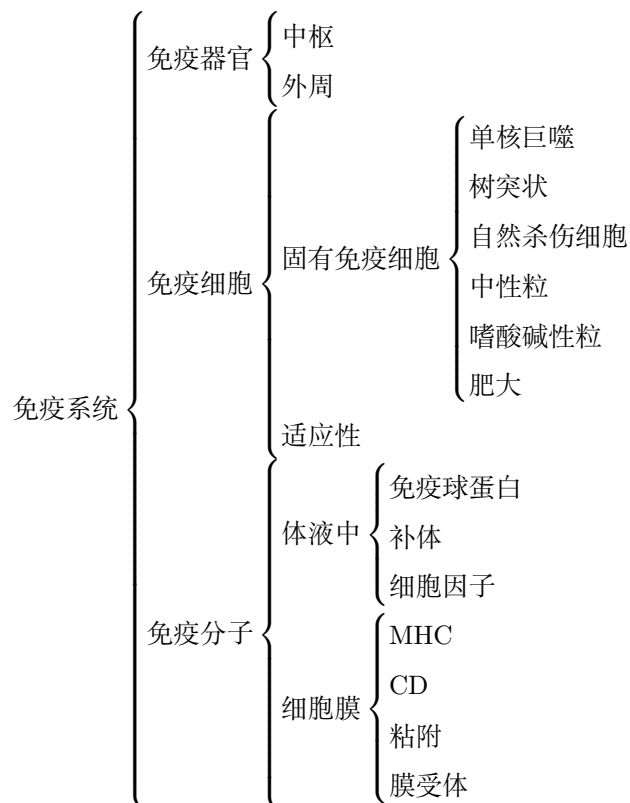 免疫系统
免疫器官
中枢
外周
免疫细胞
固有免疫细胞
单核巨噬
树突状
自然杀伤细胞
中性粒
嗜酸碱性粒
肥大
适应性
免疫分子
体液中
免疫球蛋白
补体
细胞因子
细胞膜
MHC
CD
粘附
膜受体